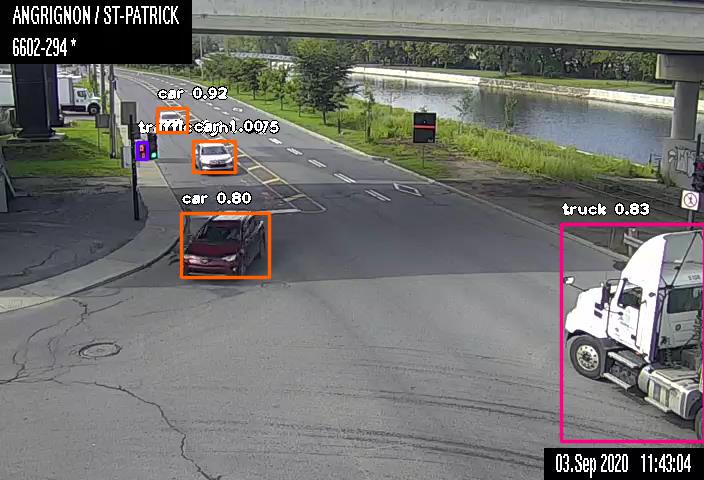 ANGRIGNON / ST-PATRICK
6602-294 *
car 0.92
car 1.00
car 0.80
truck 0.83
03.Sep 2020 11:43:04